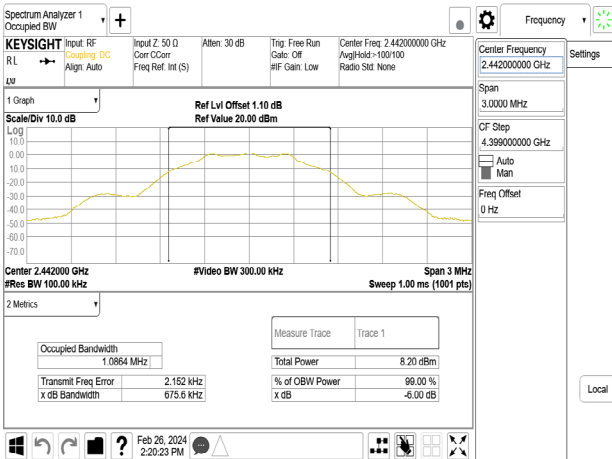 Spectrum Analyzer 1
Occupied BW
+
Frequency
KEYSIGHT
RL
Input: RF
Coupling: DC
Align: Auto
Input Z: 50 Ω
Corr CCorr
Freq Ref: Int (S)
Atten: 30 dB
Trig: Free Run
Gate: Off
#IF Gain: Low
Center Freq: 2.442000000 GHz
Avg|Hold:>100/100
Radio Std: None
Center Frequency
2.442000000 GHz
Settings
Span
3.0000 MHz
CF Step
4.399000000 GHz
Auto
Man
Freq Offset
0 Hz
Local
1 Graph
Scale/Div 10.0 dB
Ref Lvl Offset 1.10 dB
Ref Value 20.00 dBm
Log
10.0
0.00
10.0
-20.0
-30.0
-40.0
-50.0
-60.0
-70.0
Center 2.442000 GHz
#Video BW 300.00 kHz
Span 3 MHz
#Res BW 100.00 kHz
Sweep 1.00 ms (1001 pts)
2 Metrics
Measure Trace
Trace 1
Occupied Bandwidth
1.0864 MHz
Total Power
8.20 dBm
Transmit Freq Error
2.152 kHz
% of OBW Power
99.00 %
x dB Bandwidth
675.6 kHz
x dB
-6.00 dB
?
Feb 26, 2024
2:20:23 PM